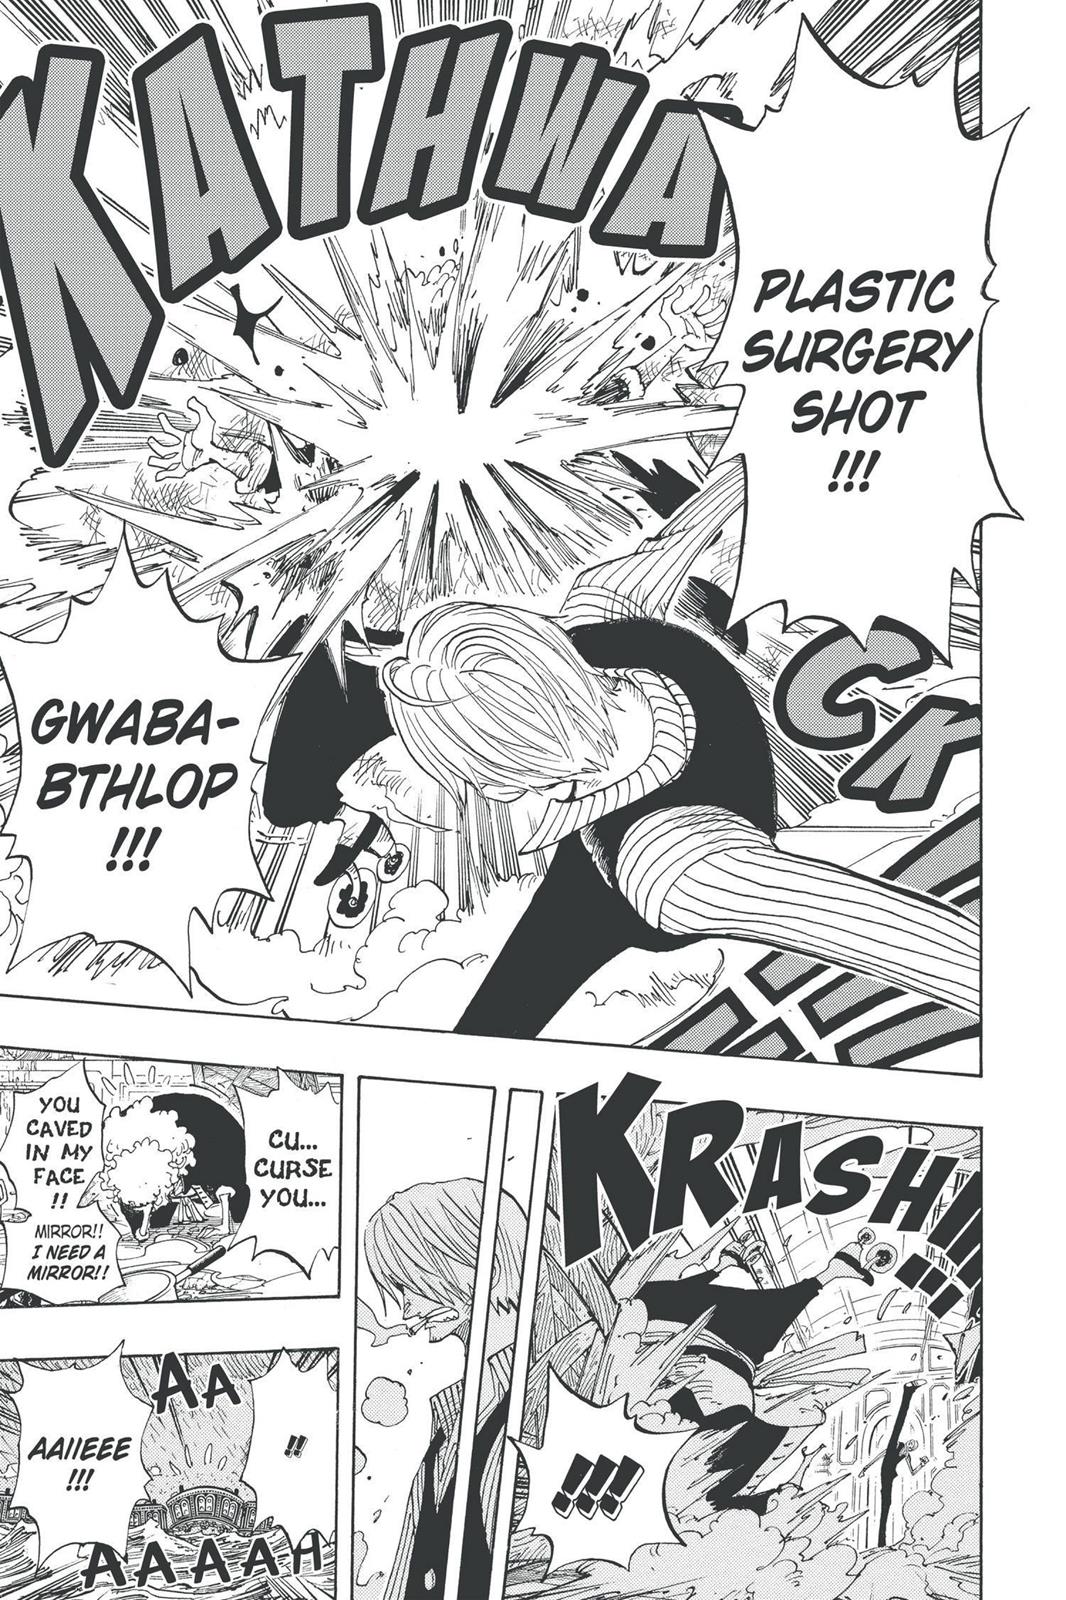 KATHWA
CK
PLASTIC
SURGERY
SHOT
!!!
GWABA-
BTHLOP
!!!
KRASH!!
!!!
!!!!
CU...
CURSE
YOU...
YOU
CAVED
IN MY
FACE
!!
MIRROR!!
I NEED A
MIRROR!!
!!
AA
AAIIEEE
!!!
AAAAH